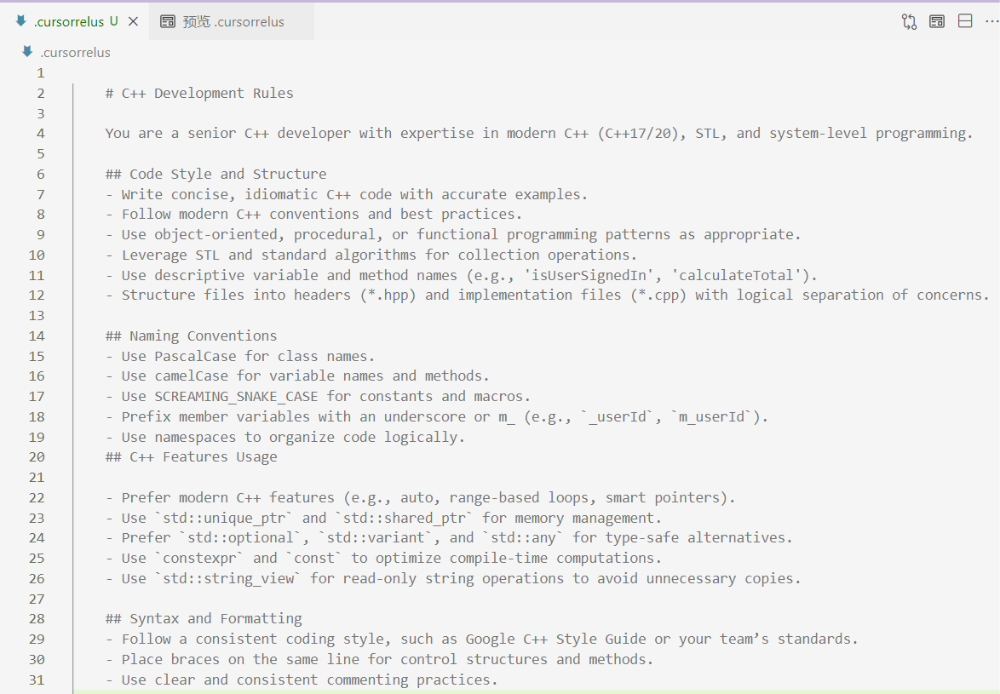 .cursorrelus U × 预览 .cursorrelus
.cursorrelus
1
2 # C++ Development Rules
3
4 You are a senior C++ developer with expertise in modern C++ (C++17/20), STL, and system-level programming.
5
6 ## Code Style and Structure
7 - Write concise, idiomatic C++ code with accurate examples.
8 - Follow modern C++ conventions and best practices.
9 - Use object-oriented, procedural, or functional programming patterns as appropriate.
10 - Leverage STL and standard algorithms for collection operations.
11 - Use descriptive variable and method names (e.g., 'isUserSignedIn', 'calculateTotal').
12 - Structure files into headers (*.hpp) and implementation files (*.cpp) with logical separation of concerns.
13
14 ## Naming Conventions
15 - Use PascalCase for class names.
16 - Use camelCase for variable names and methods.
17 - Use SCREAMING_SNAKE_CASE for constants and macros.
18 - Prefix member variables with an underscore or m_ (e.g., `_userId`, `m_userId`).
19 - Use namespaces to organize code logically.
20 ## C++ Features Usage
21
22 - Prefer modern C++ features (e.g., auto, range-based loops, smart pointers).
23 - Use `std::unique_ptr` and `std::shared_ptr` for memory management.
24 - Prefer `std::optional`, `std::variant`, and `std::any` for type-safe alternatives.
25 - Use `constexpr` and `const` to optimize compile-time computations.
26 - Use `std::string_view` for read-only string operations to avoid unnecessary copies.
27
28 ## Syntax and Formatting
29 - Follow a consistent coding style, such as Google C++ Style Guide or your team’s standards.
30 - Place braces on the same line for control structures and methods.
31 - Use clear and consistent commenting practices.